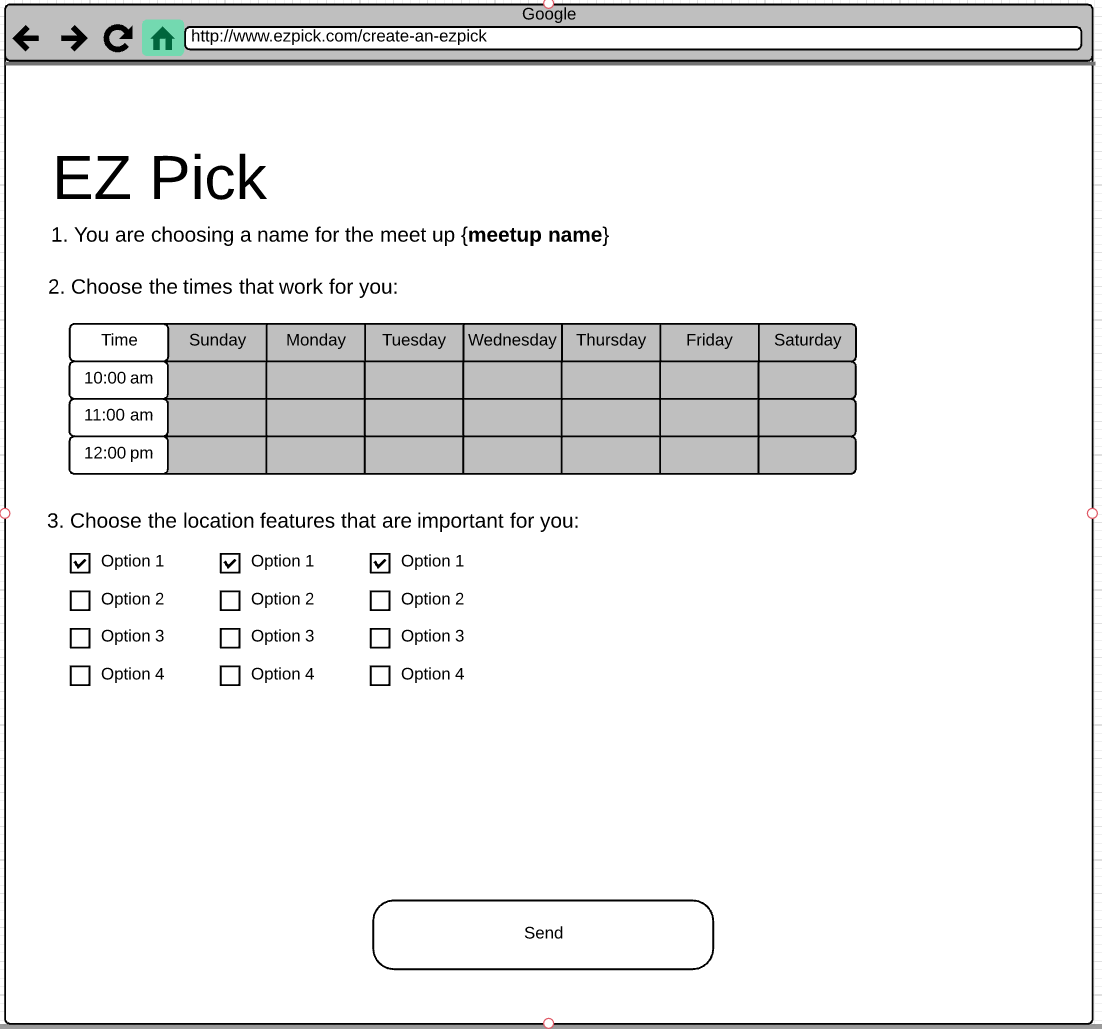 Google
http://www.ezpick.com/create-an-ezpick
EZ Pick
1. You are choosing a name for the meet up {meetup name}
2. Choose the times that work for you:
Time Sunday Monday Tuesday Wednesday Thursday Friday Saturday
10:00 am
11:00 am
12:00 pm
3. Choose the location features that are important for you:
Option 1 Option 1 Option 1
Option 2 Option 2 Option 2
Option 3 Option 3 Option 3
Option 4 Option 4 Option 4
Send